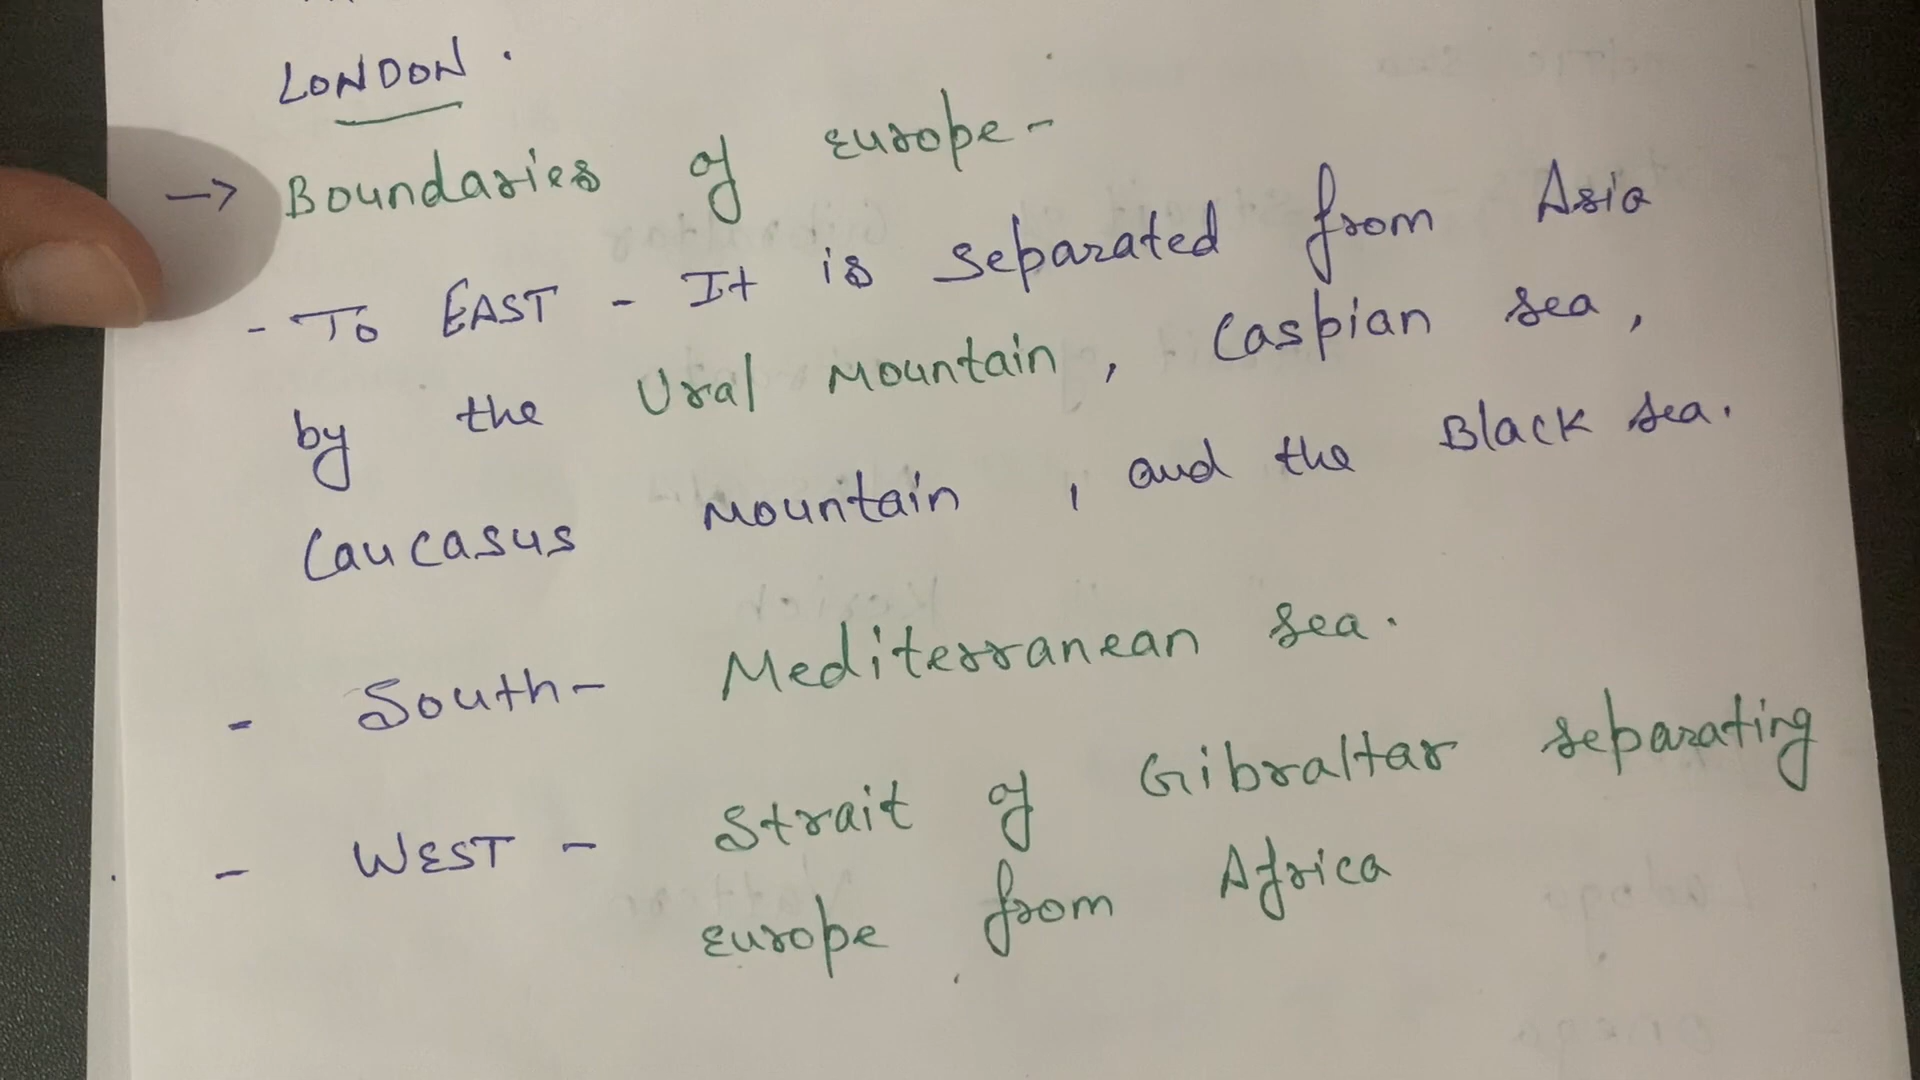 LONDON.
→ Boundaries of Europe-
- To EAST - It is separated from Asia
by the Ural Mountain, Caspian Sea,
Caucasus Mountain, and the Black Sea.
- South- Mediterranean Sea.
- WEST - Strait of Gibraltar separating
Europe from Africa